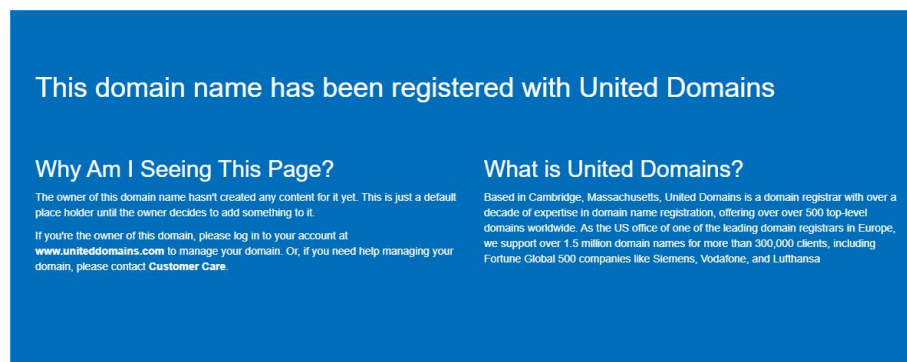 This domain name has been registered with United Domains
Why Am I Seeing This Page?
The owner of this domain name hasn't created any content for it yet. This is just a default
place holder until the owner decides to add something to it.
If you're the owner of this domain, please log in to your account at
www.uniteddomains.com to manage your domain. Or, if you need help managing your
domain, please contact Customer Care.
What is United Domains?
Based in Cambridge, Massachusetts, United Domains is a domain registrar with over a
decade of expertise in domain name registration, offering over over 500 top-level
domains worldwide. As the US office of one of the leading domain registrars in Europe,
we support over 1.5 million domain names for more than 300,000 clients, including
Fortune Global 500 companies like Siemens, Vodafone, and Lufthansa